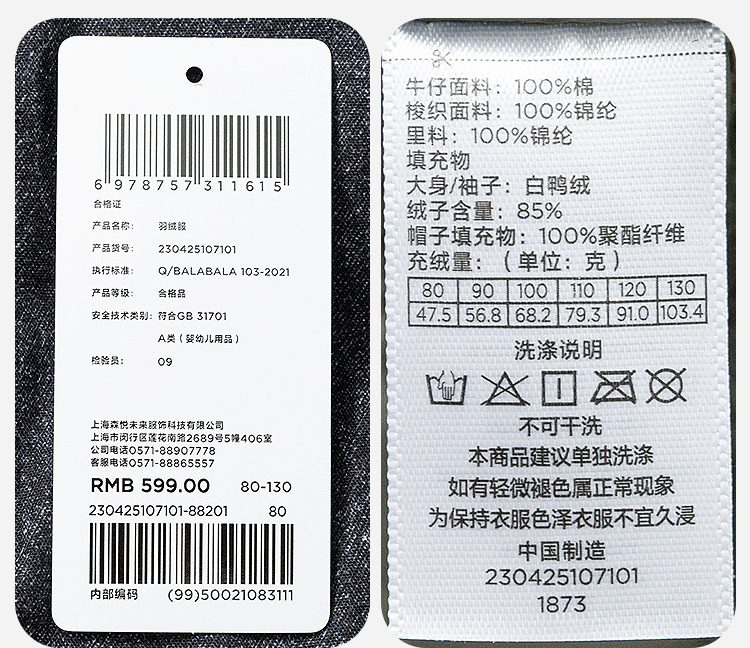 6 978757 311615
合格证
产品名称: 羽绒服
产品货号: 230425107101
执行标准: Q/BALABALA 103-2021
产品等级: 合格品
安全技术类别: 符合GB 31701
A类（婴幼儿用品）
检验员: 09
上海森悦未来服饰科技有限公司
上海市闵行区莲花南路2689号5幢406室
公司电话0571-88907778
客服电话0571-88865557
RMB 599.00 80-130
230425107101-88201 80
内部编码 (99)50021083111
牛仔面料：100%棉
梭织面料：100%锦纶
里料：100%锦纶
填充物
大身/袖子：白鸭绒
绒子含量：85%
帽子填充物：100%聚酯纤维
充绒量：（单位：克）
80 90 100 110 120 130
47.5 56.8 68.2 79.3 91.0 103.4
洗涤说明
不可干洗
本商品建议单独洗涤
如有轻微褪色属正常现象
为保持衣服色泽衣服不宜久浸
中国制造
230425107101
1873